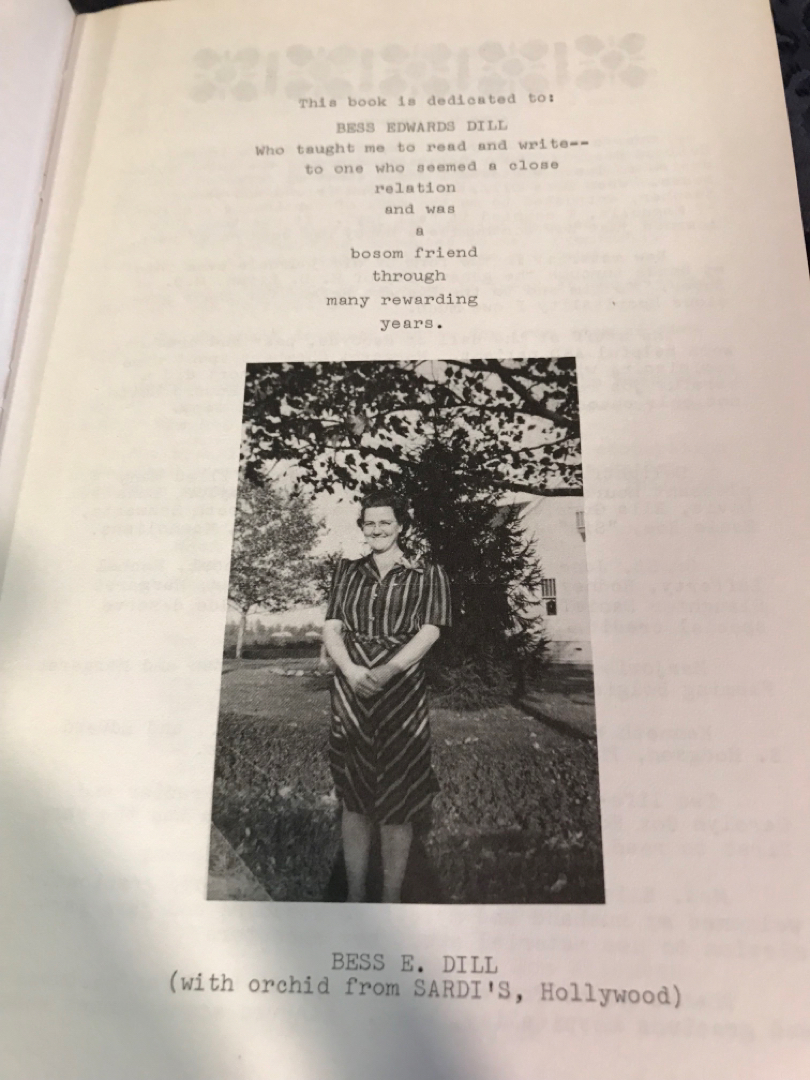 This book is dedicated to:
BESS EDWARDS DILL
Who taught me to read and write--
to one who seemed a close
relation
and was
a
bosom friend
through
many rewarding
years.
BESS E. DILL
(with orchid from SARDI'S, Hollywood)